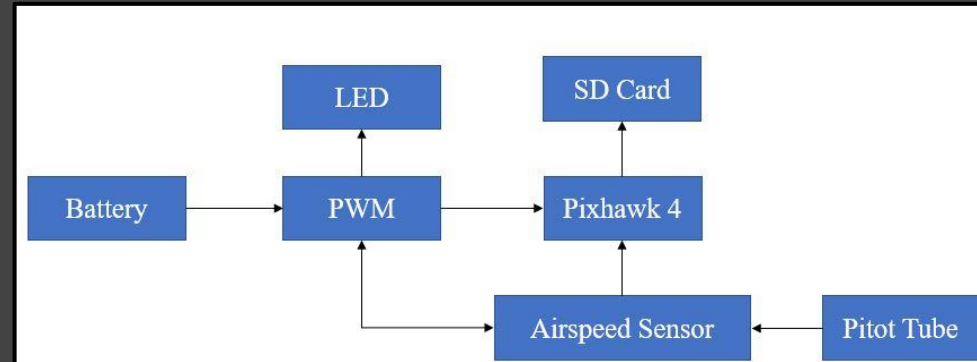 LED
SD Card
Battery
PWM
Pixhawk 4
Airspeed Sensor
Pitot Tube